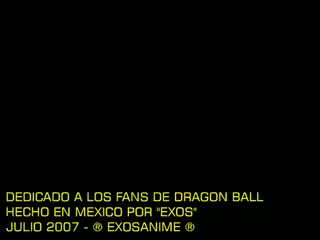 DEDICADO A LOS FANS DE DRAGON BALL
HECHO EN MEXICO POR "EXOS"
JULIO 2007 - ® EXOSANIME ®